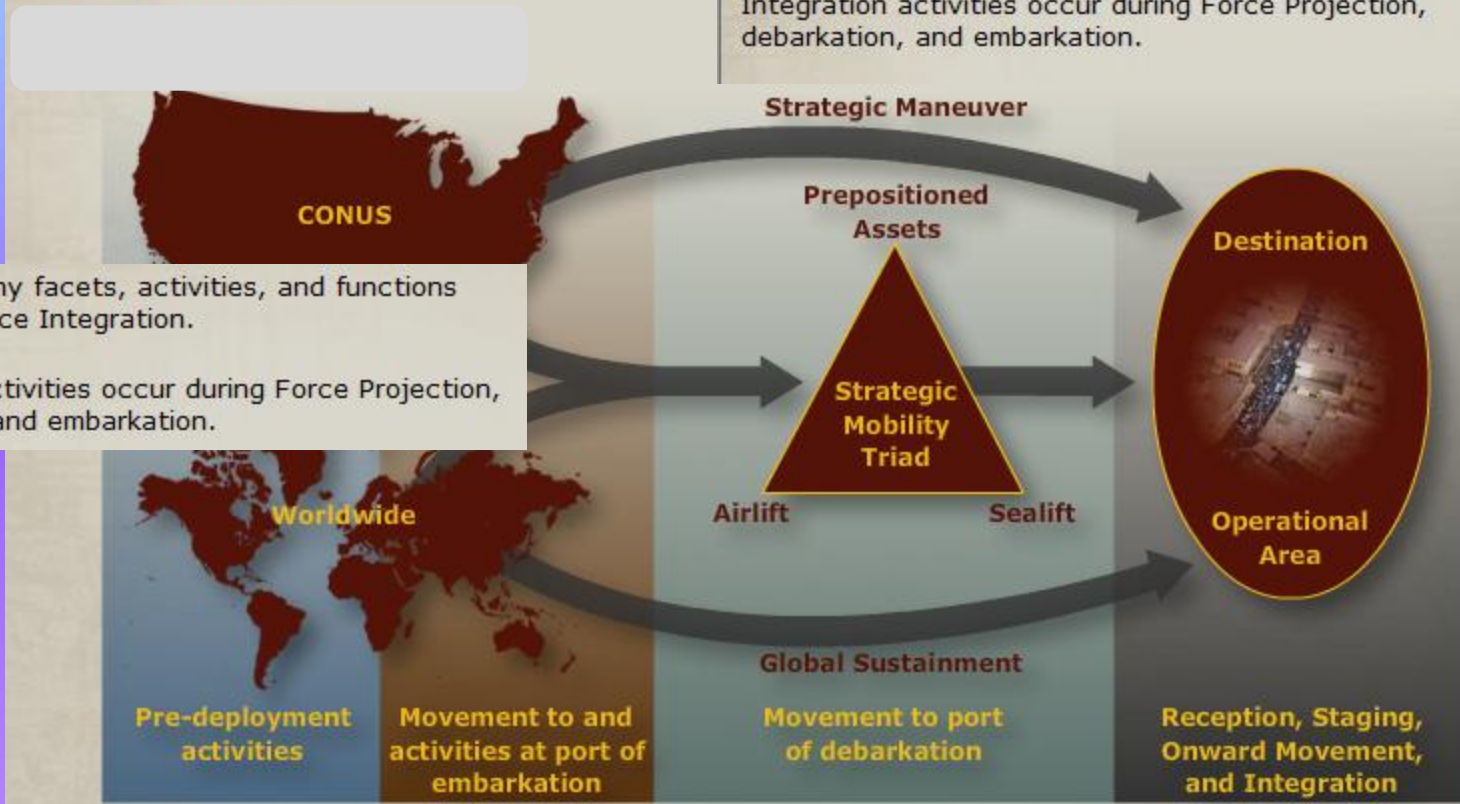 Integration activities occur during Force Projection,
debarkation, and embarkation.
Strategic Maneuver
CONUS
Prepositioned
Assets
Destination
ny facets, activities, and functions
ce Integration.
ctivities occur during Force Projection,
and embarkation.
Strategic
Mobility
Triad
Airlift
Sealift
Worldwide
Operational
Area
Global Sustainment
Pre-deployment
activities
Movement to and
activities at port of
embarkation
Movement to port
of debarkation
Reception, Staging,
Onward Movement,
and Integration